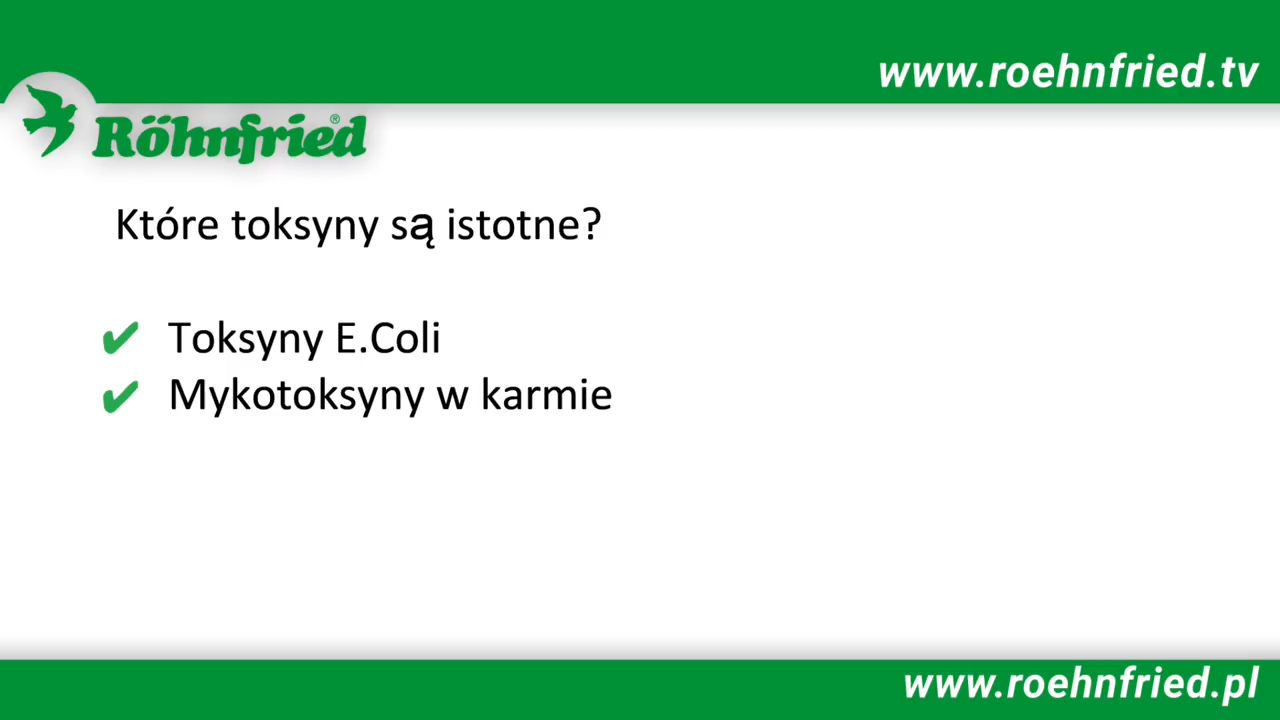 www.roehnfried.tv
Röhnfried®
Które toksyny są istotne?
✔ Toksyny E.Coli
✔ Mykotoksyny w karmie
www.roehnfried.pl